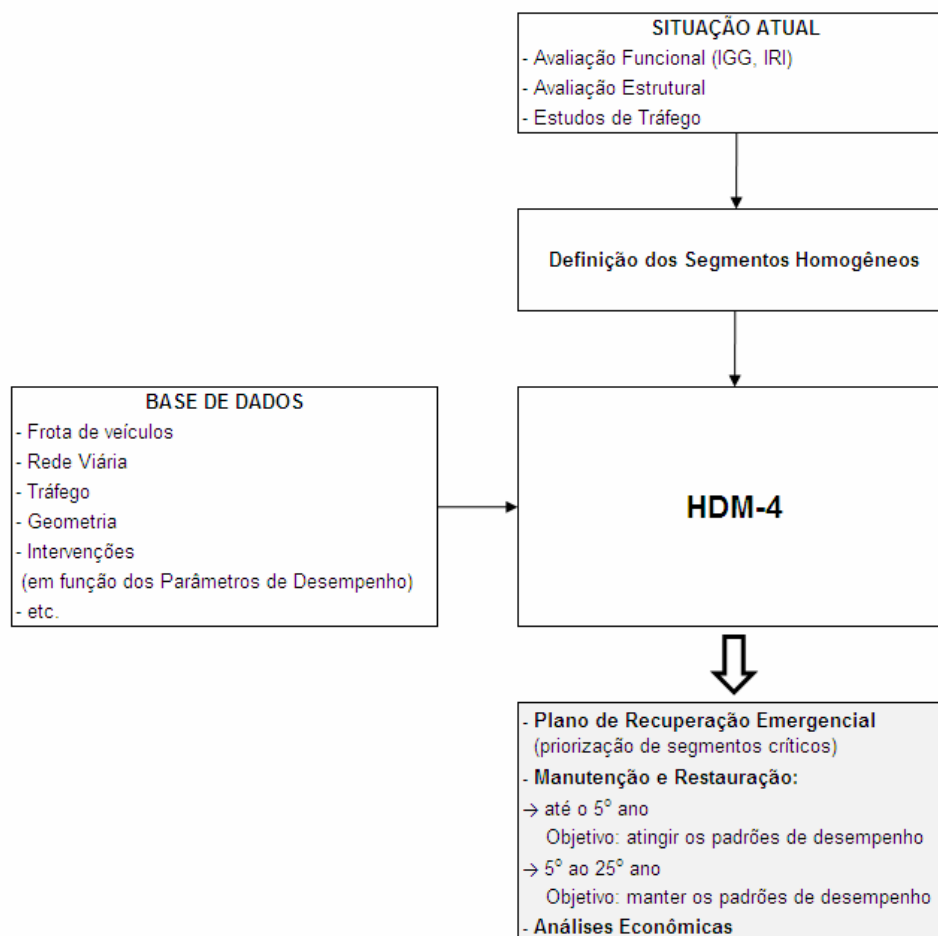 SITUAÇÃO ATUAL
- Avaliação Funcional (IGG, IRI)
- Avaliação Estrutural
- Estudos de Tráfego
Definição dos Segmentos Homogêneos
BASE DE DADOS
- Frota de veículos
- Rede Viária
- Tráfego
- Geometria
- Intervenções
(em função dos Parâmetros de Desempenho)
- etc.
HDM-4
- Plano de Recuperação Emergencial
(priorização de segmentos críticos)
- Manutenção e Restauração:
→ até o 5º ano
Objetivo: atingir os padrões de desempenho
→ 5º ao 25º ano
Objetivo: manter os padrões de desempenho
- Análises Econômicas